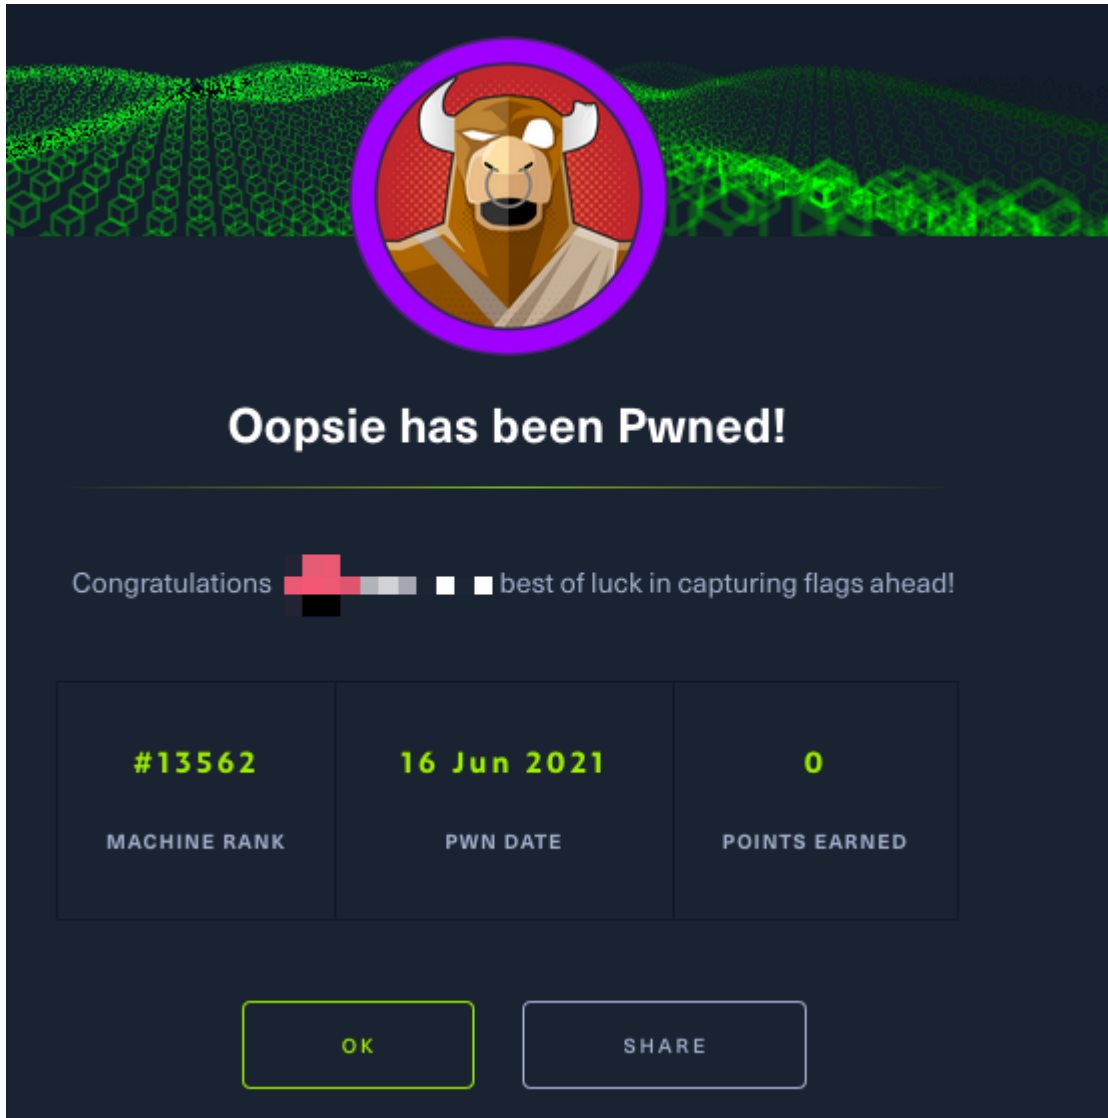 Oopsie has been Pwned!
Congratulations best of luck in capturing flags ahead!
#13562 16 Jun 2021 0
MACHINE RANK PWN DATE POINTS EARNED
OK SHARE